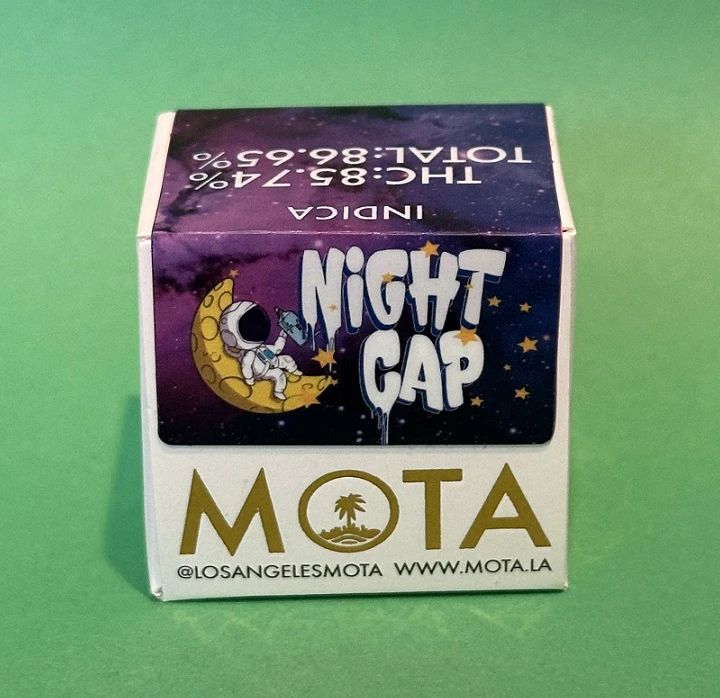 TOTAL:86.65%
THC:85.74%
INDICA
NiGHT
CAP
MOTA
@LOSANGELESMOTA WWW.MOTA.LA